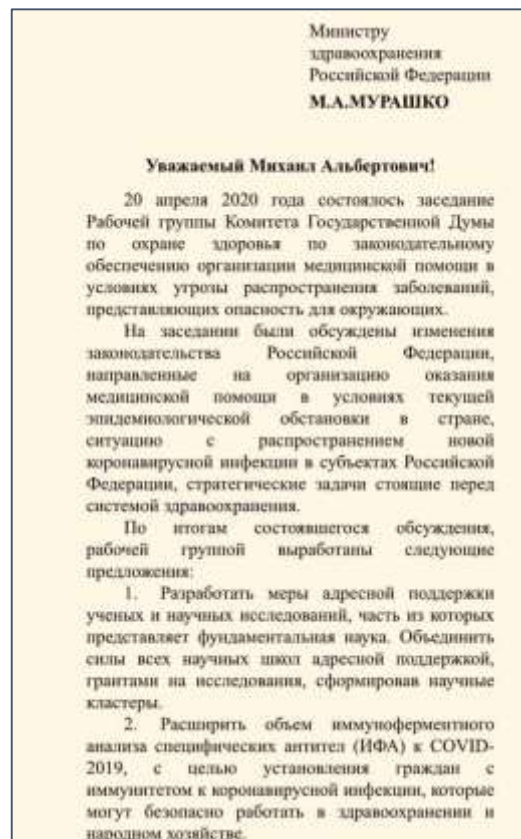 Министру
здравоохранения
Российской Федерации
М.А.МУРАШКО
Уважаемый Михаил Альбертович!
20 апреля 2020 года состоялось заседание
Рабочей группы Комитета Государственной Думы
по охране здоровья по законодательному
обеспечению организации медицинской помощи в
условиях угрозы распространения заболеваний,
представляющих опасность для окружающих.
На заседании были обсуждены изменения
законодательства Российской Федерации,
направленные на организацию оказания
медицинской помощи в условиях текущей
эпидемиологической обстановки в стране,
ситуацию с распространением новой
коронавирусной инфекции в субъектах Российской
Федерации, стратегические задачи стоящие перед
системой здравоохранения.
По итогам состоявшегося обсуждения,
рабочей группой выработаны следующие
предложения:
1. Разработать меры адресной поддержки
ученых и научных исследований, часть из которых
представляет фундаментальная наука. Объединить
силы всех научных школ адресной поддержкой,
грантами на исследования, сформировав научные
кластеры.
2. Расширить объем иммуноферментного
анализа специфических антител (ИФА) к COVID-
2019, с целью установления граждан с
иммунитетом к коронавирусной инфекции, которые
могут безопасно работать в здравоохранении и
народном хозяйстве.